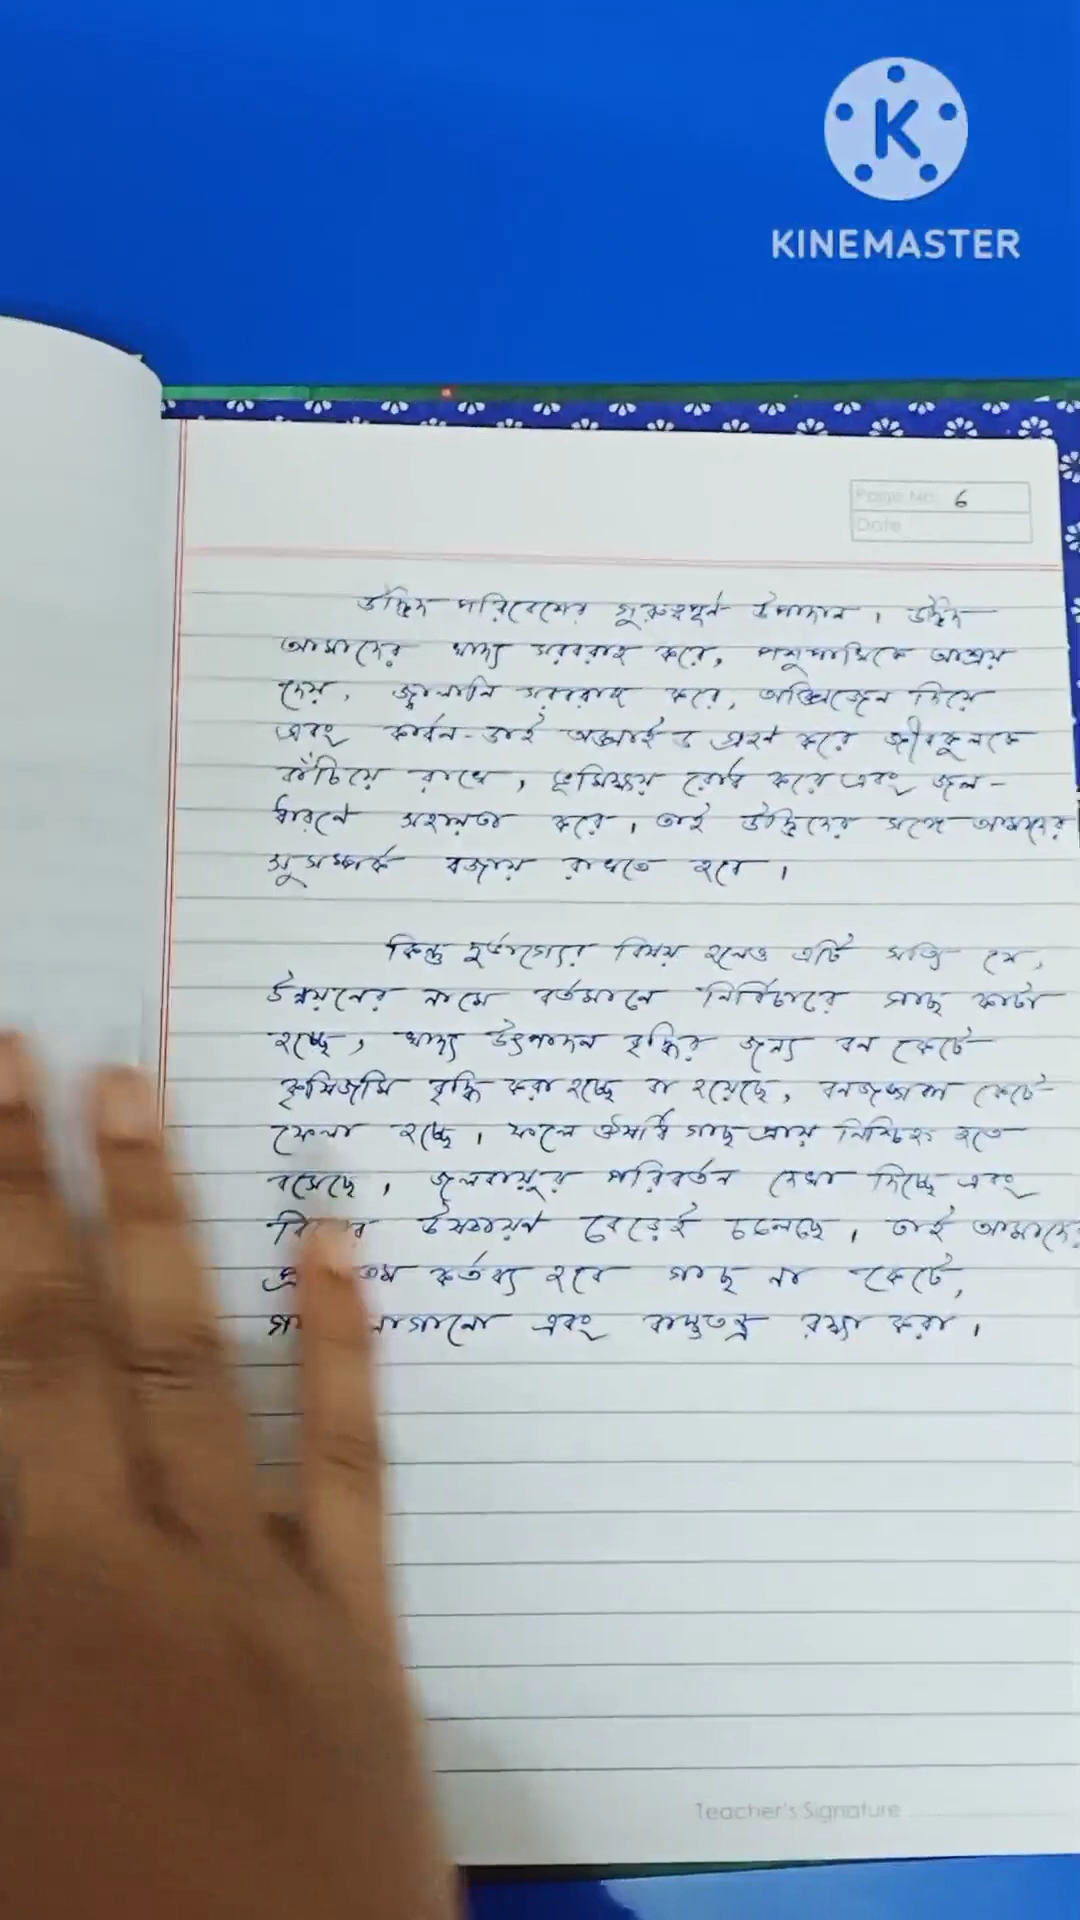 KINEMASTER
Page No. 6
Date
উদ্ভিদ পরিবেশের গুরুত্বপূর্ণ উপাদান। উদ্ভিদ
আমাদের খাদ্য সরবরাহ করে, পশুপাখিকে আশ্রয়
দেয়, জ্বালানি সরবরাহ করে, অক্সিজেন দিয়ে
এবং কার্বন-ডাই অক্সাইড গ্রহণ করে জীবকুলকে
বাঁচিয়ে রাখে, ভূমিক্ষয় রোধ করে এবং জল-
ধারণে সহায়তা করে, তাই উদ্ভিদের সঙ্গে আমাদের
সুসম্পর্ক বজায় রাখতে হবে।
কিন্তু দুর্ভাগ্যের বিষয় হলেও এটি সত্যি যে,
উন্নয়নের নামে বর্তমানে নির্বিচারে গাছ কাটা
হচ্ছে, খাদ্য উৎপাদন বৃদ্ধির জন্য বন কেটে
কৃষিজমি বৃদ্ধি করা হচ্ছে বা হয়েছে, বনজঙ্গল কেটে
ফেলা হচ্ছে। ফলে ঔষধি গাছ প্রায় নিশ্চিহ্ন হতে
বসেছে, জলবায়ুর পরিবর্তন দেখা দিচ্ছে এবং
উষ্ণায়ন বেড়েই চলেছে, তাই আমাদের
কর্তব্য হবে গাছ না কেটে,
লাগানো এবং বাস্তুতন্ত্র রক্ষা করা।
Teacher's Signature